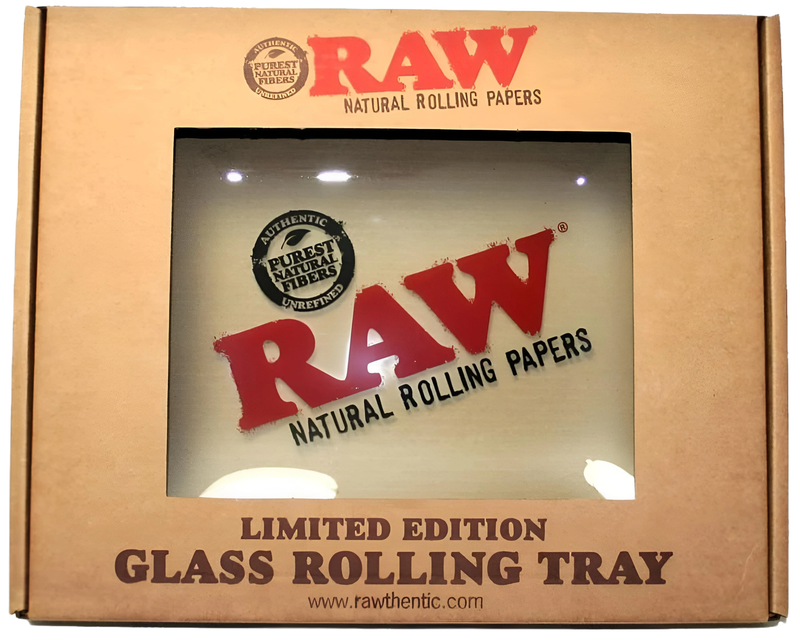 AUTHENTIC
PUREST
NATURAL
FIBERS
UNREFINED
RAW
NATURAL ROLLING PAPERS
AUTHENTIC
PUREST
NATURAL
FIBERS
UNREFINED
RAW®
NATURAL ROLLING PAPERS
LIMITED EDITION
GLASS ROLLING TRAY
www.rawthentic.com